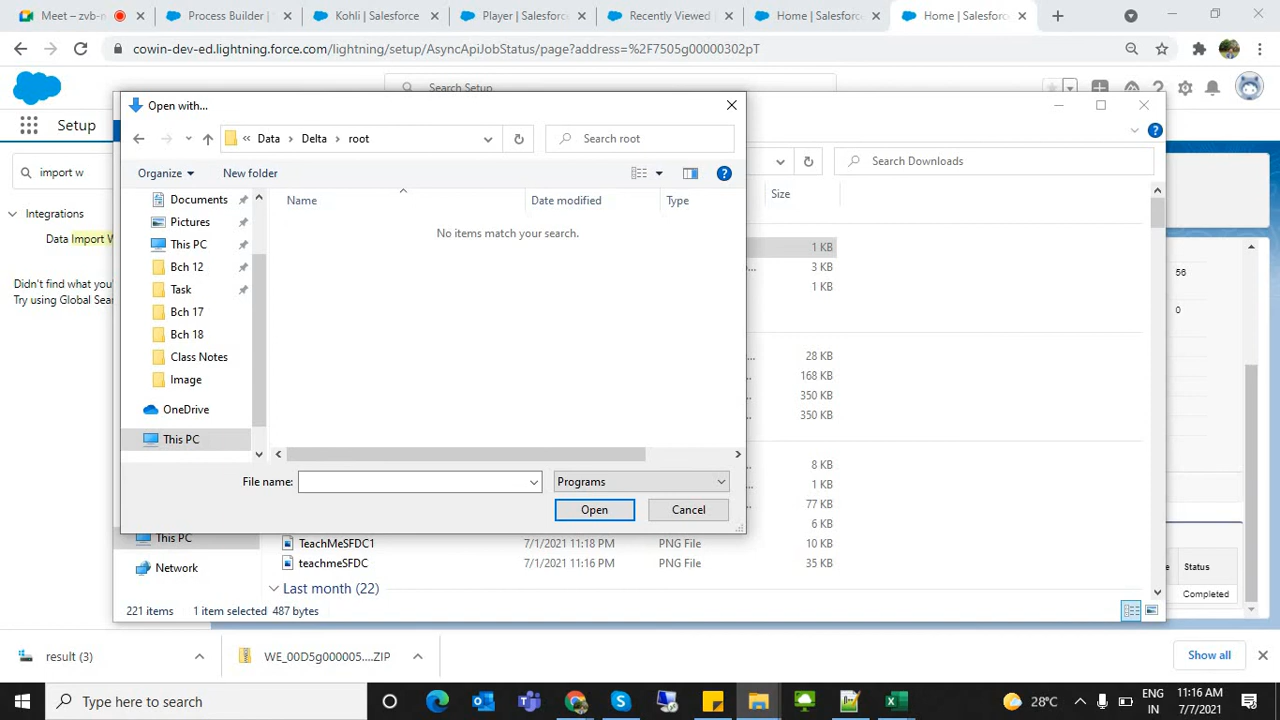 Meet – zvb-n
Process Builder |
Kohli | Salesforce
Player | Salesforc
Recently Viewed
Home | Salesforc
Home | Salesforc
cowin-dev-ed.lightning.force.com/lightning/setup/AsyncApiJobStatus/page?address=%2F7505g00000302pT
Search Setup
Setup
import w
Integrations
Data Import W
Didn't find what you
Try using Global Sear
Open with...
Data
Delta
root
Search root
Organize
New folder
Name
Date modified
Type
No items match your search.
Documents
Pictures
This PC
Bch 12
Task
Bch 17
Bch 18
Class Notes
Image
OneDrive
This PC
File name:
Programs
Open
Cancel
Search Downloads
Size
1 KB
3 KB
1 KB
28 KB
168 KB
350 KB
350 KB
8 KB
1 KB
77 KB
6 KB
This PC
TeachMeSFDC1 7/1/2021 11:18 PM PNG File 10 KB
teachmeSFDC 7/1/2021 11:16 PM PNG File 35 KB
Network
Last month (22)
221 items 1 item selected 487 bytes
56
0
e Status
Completed
result (3)
WE_00D5g000005....ZIP
Show all
Type here to search
28°C
ENG
IN
11:16 AM
7/7/2021